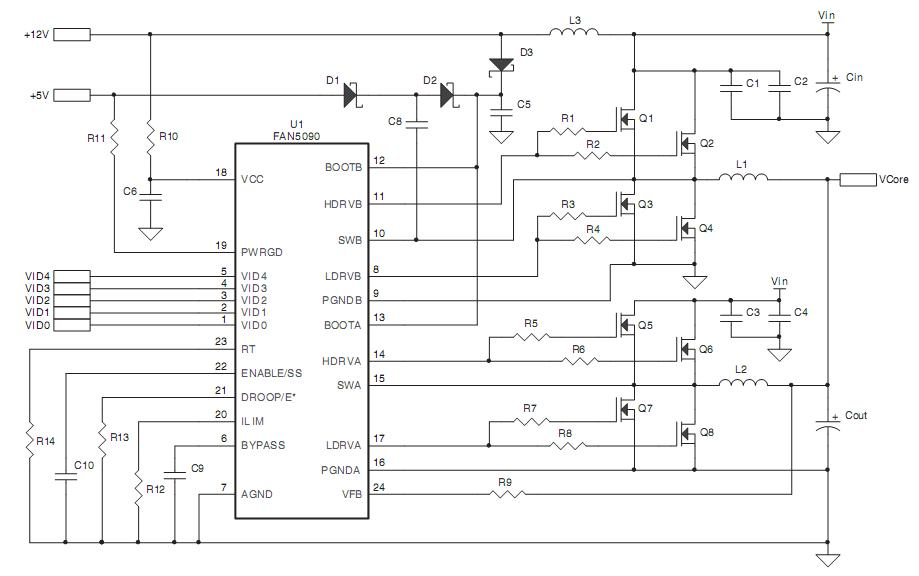 Vin
+12V
L3
D3
D1
D2
C1
C2
Cin
+5V
R11
R10
C8
C5
U1
FAN5090
R1
Q1
R2
Q2
12
BOOTB
18
VCC
L1
VCore
C6
11
HDRVB
R3
Q3
10
SWB
R4
Q4
19
PWRGD
VID4
5
VID4
8
LDRVB
VID3
4
VID3
VID2
3
VID2
9
PGNDB
Vin
VID1
2
VID1
VID0
1
VID0
13
BOOTA
R5
Q5
C3
C4
23
RT
14
HDRVA
R6
Q6
22
ENABLE/SS
15
SWA
L2
21
DROOP/E*
R7
Q7
20
ILIM
Cout
R14
R13
6
BYPASS
17
LDRVA
R8
Q8
C10
R12
C9
16
PGNDA
7
AGND
24
VFB
R9